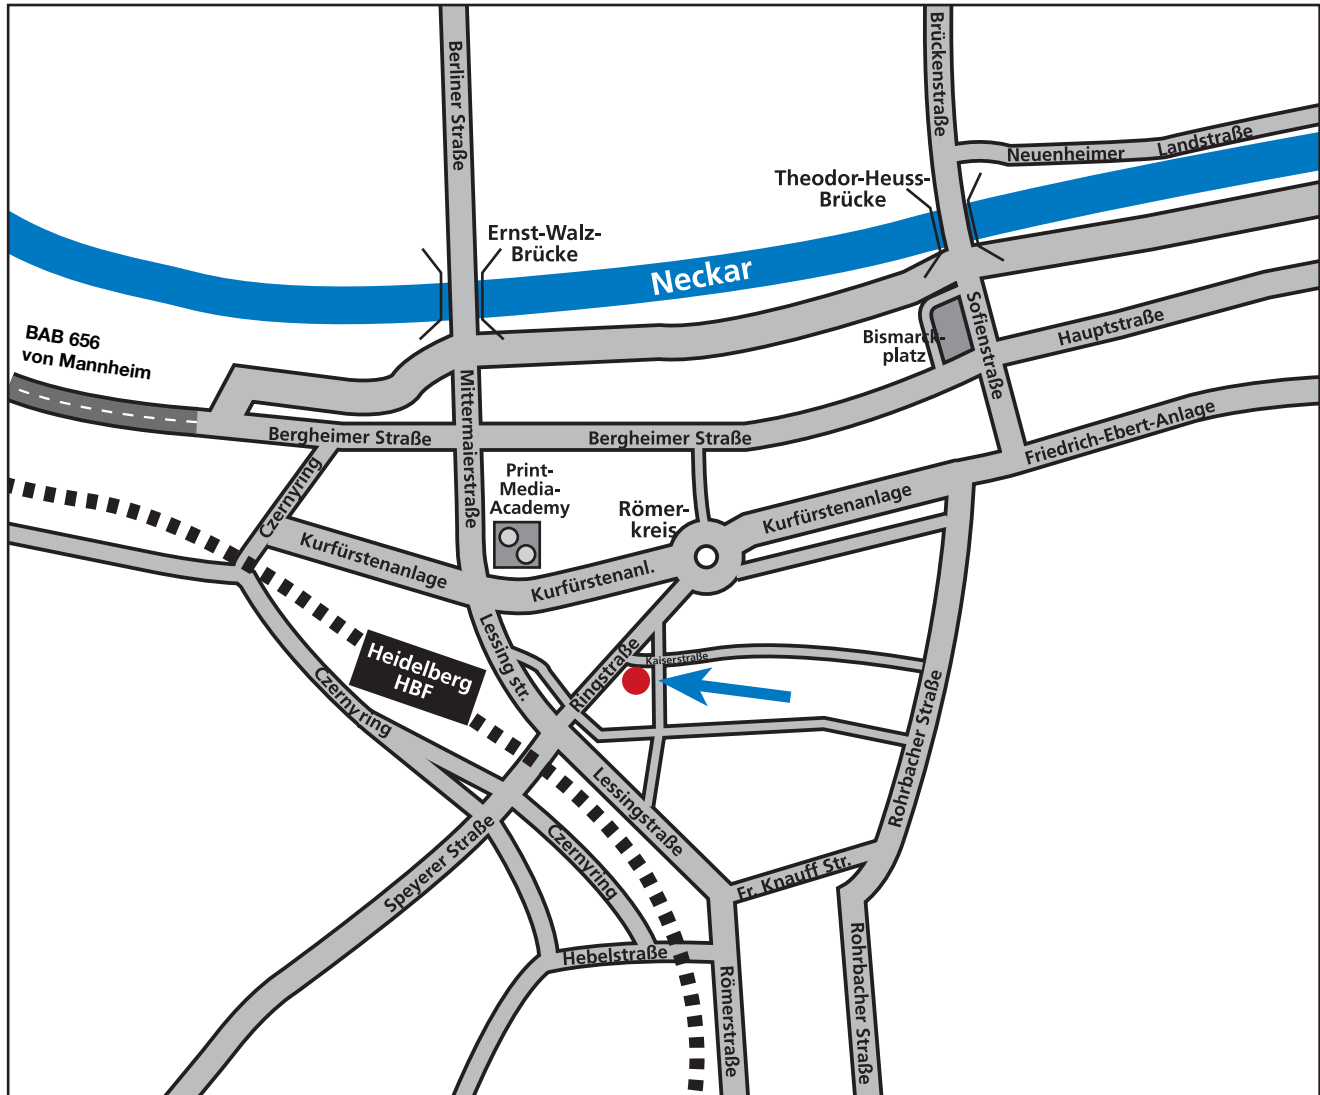 Berliner Straße
Brückenstraße
Neuenheimer
Landstraße
Theodor-Heuss-
Brücke
Ernst-Walz-
Brücke
Neckar
BAB 656
von Mannheim
Sofienstraße
Bismarck-
platz
Hauptstraße
Mittermaierstraße
Bergheimer Straße
Bergheimer Straße
Friedrich-Ebert-Anlage
Czernyring
Print-
Media-
Academy
Römer-
kreis
Kurfürstenanlage
Kurfürstenanlage
Kurfürstenanl.
Lessing str.
Ringstraße
Kaiserstraße
Heidelberg
HBF
Czernyring
Rohrbacher Straße
Lessingstraße
Speyerer Straße
Czernyring
Fr. Knauff Str.
Hebelstraße
Römerstraße
Rohrbacher Straße